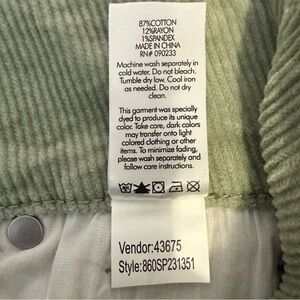 87%COTTON
12%RAYON
1%SPANDEX
MADE IN CHINA
RN# 090233
Machine wash separately in
cold water. Do not bleach.
Tumble dry low. Cool iron
as needed. Do not dry
clean.
This garment was specially
dyed to produce its unique
color. Take care, dark colors
may transfer onto light
colored clothing or other
items. To minimize fading,
please wash separately and
follow care instructions.
Vendor:43675
Style:860SP231351